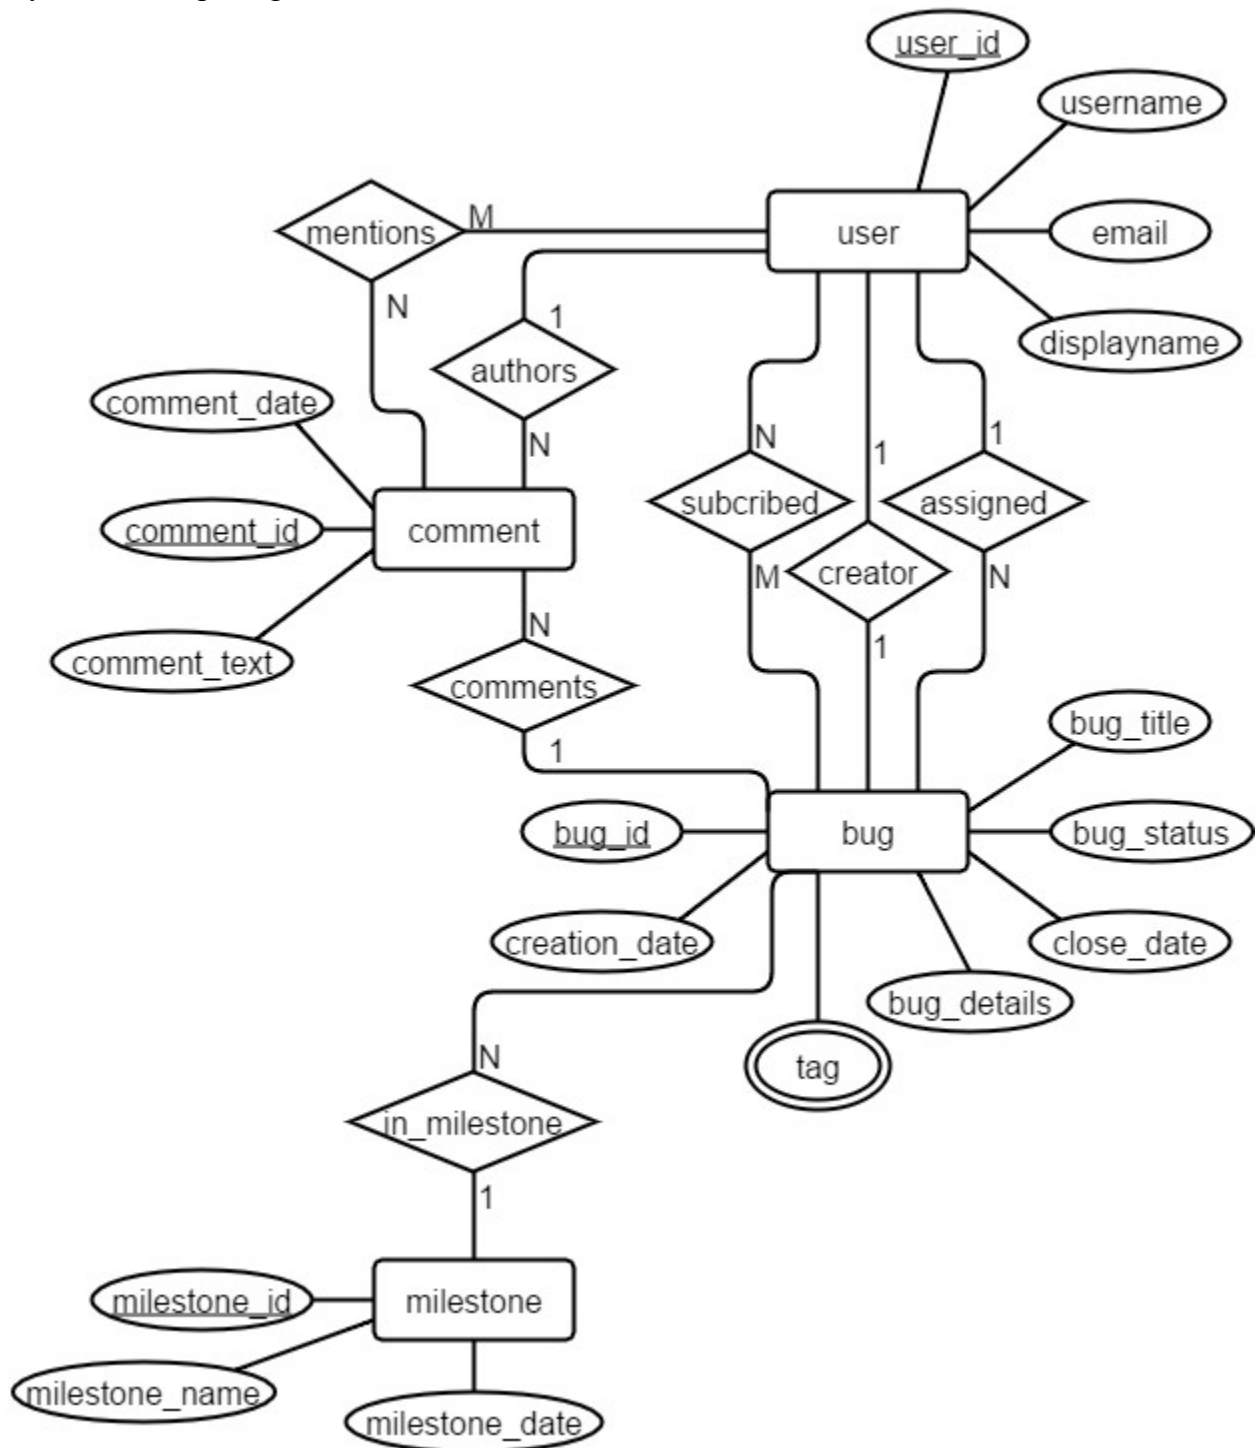 user_id
username
user
email
mentions
M
N
displayname
1
authors
N
comment_date
N
1
1
subcribed
assigned
comment_id
comment
creator
M
N
N
1
comment_text
comments
1
bug_title
bug_id
bug
bug_status
creation_date
close_date
bug_details
tag
N
in_milestone
1
milestone_id
milestone
milestone_name
milestone_date